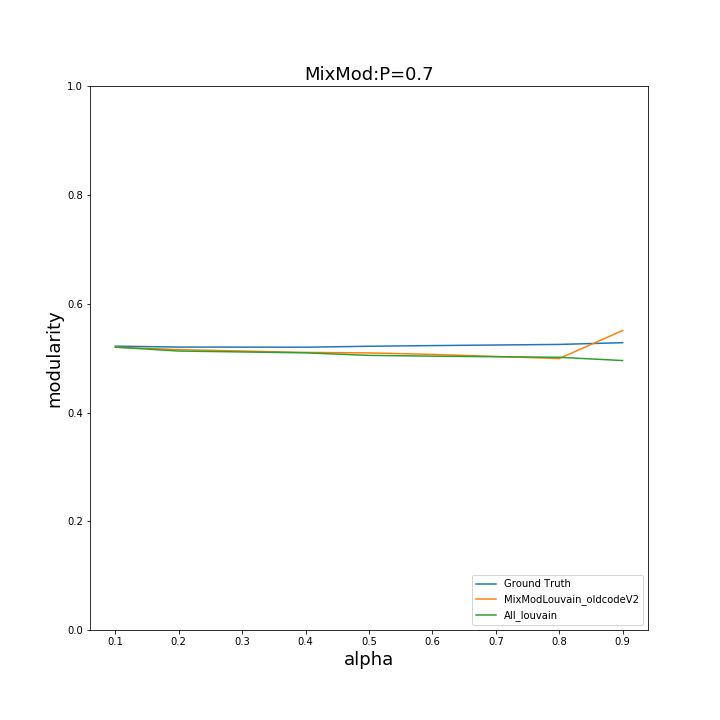 MixMod:P=0.7
1.0
0.8
0.6
0.4
0.2
0.0
modularity
0.1 0.2 0.3 0.4 0.5 0.6 0.7 0.8 0.9
alpha
Ground Truth
MixModLouvain_oldcodeV2
All_louvain